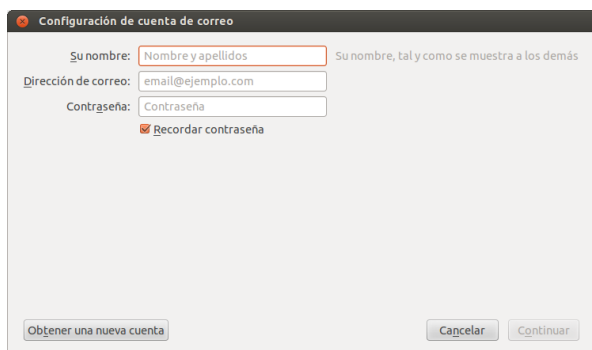 Configuración de cuenta de correo
Su nombre: Nombre y apellidos Su nombre, tal y como se muestra a los demás
Dirección de correo: email@ejemplo.com
Contraseña: Contraseña
Recordar contraseña
Obtener una nueva cuenta Cancelar Continuar